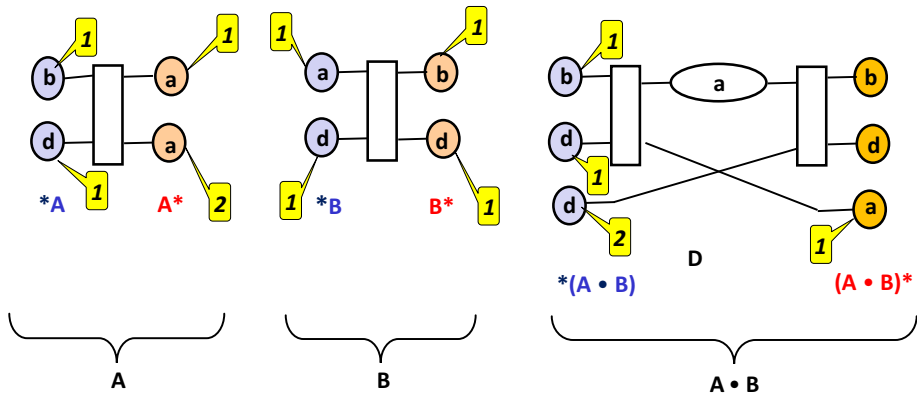 1 1
b a
d a
1 2
*A A*
A
1 1
a b
d d
1 1
*B B*
B
1
b a b
d d
1
d a
2 1
D
*(A • B) (A • B)*
A • B